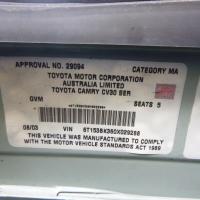 APPROVAL NO. 29094 CATEGORY MA
TOYOTA MOTOR CORPORATION
AUSTRALIA LIMITED
TOYOTA CAMRY CV30 SER
GVM SEATS 5
08/03 VIN 6T153BK360X029288
THIS VEHICLE WAS MANUFACTURED TO COMPLY
WITH THE MOTOR VEHICLE STANDARDS ACT 1989